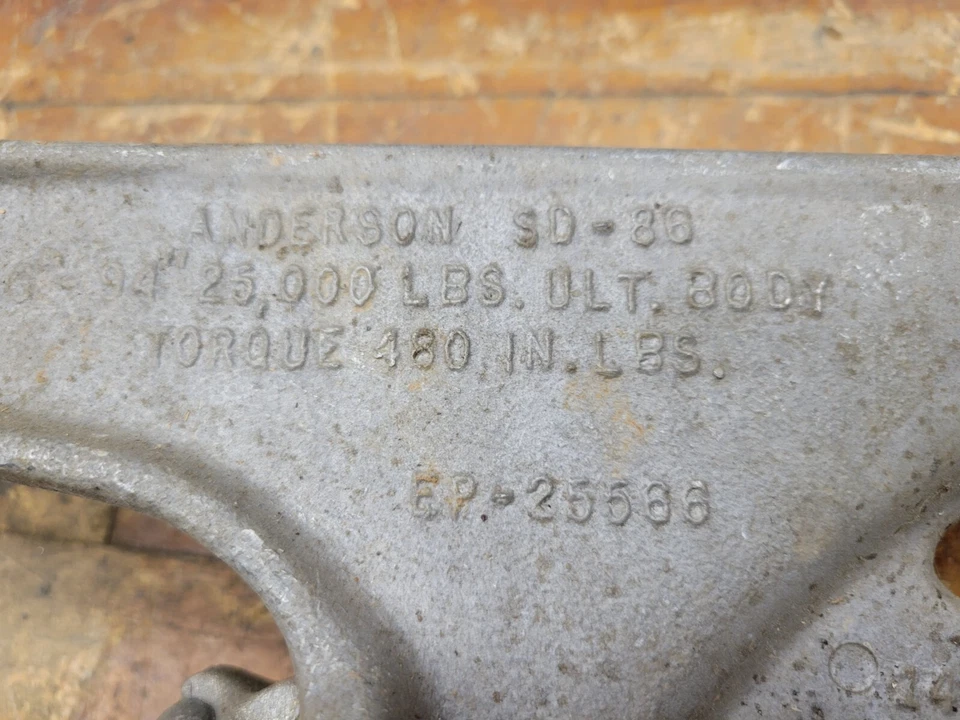 ANDERSON SD-86
94" 25,000 LBS. ULT. BODY
TORQUE 480 IN. LBS.
EP-25566